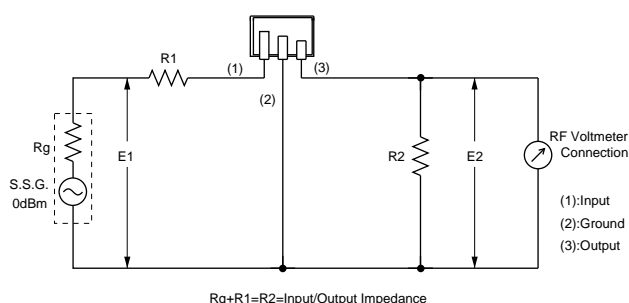 R1
(1)
(3)
(2)
Rg
S.S.G.
0dBm
E1
R2
E2
RF Voltmeter
Connection
(1):Input
(2):Ground
(3):Output
Rg+R1=R2=Input/Output Impedance